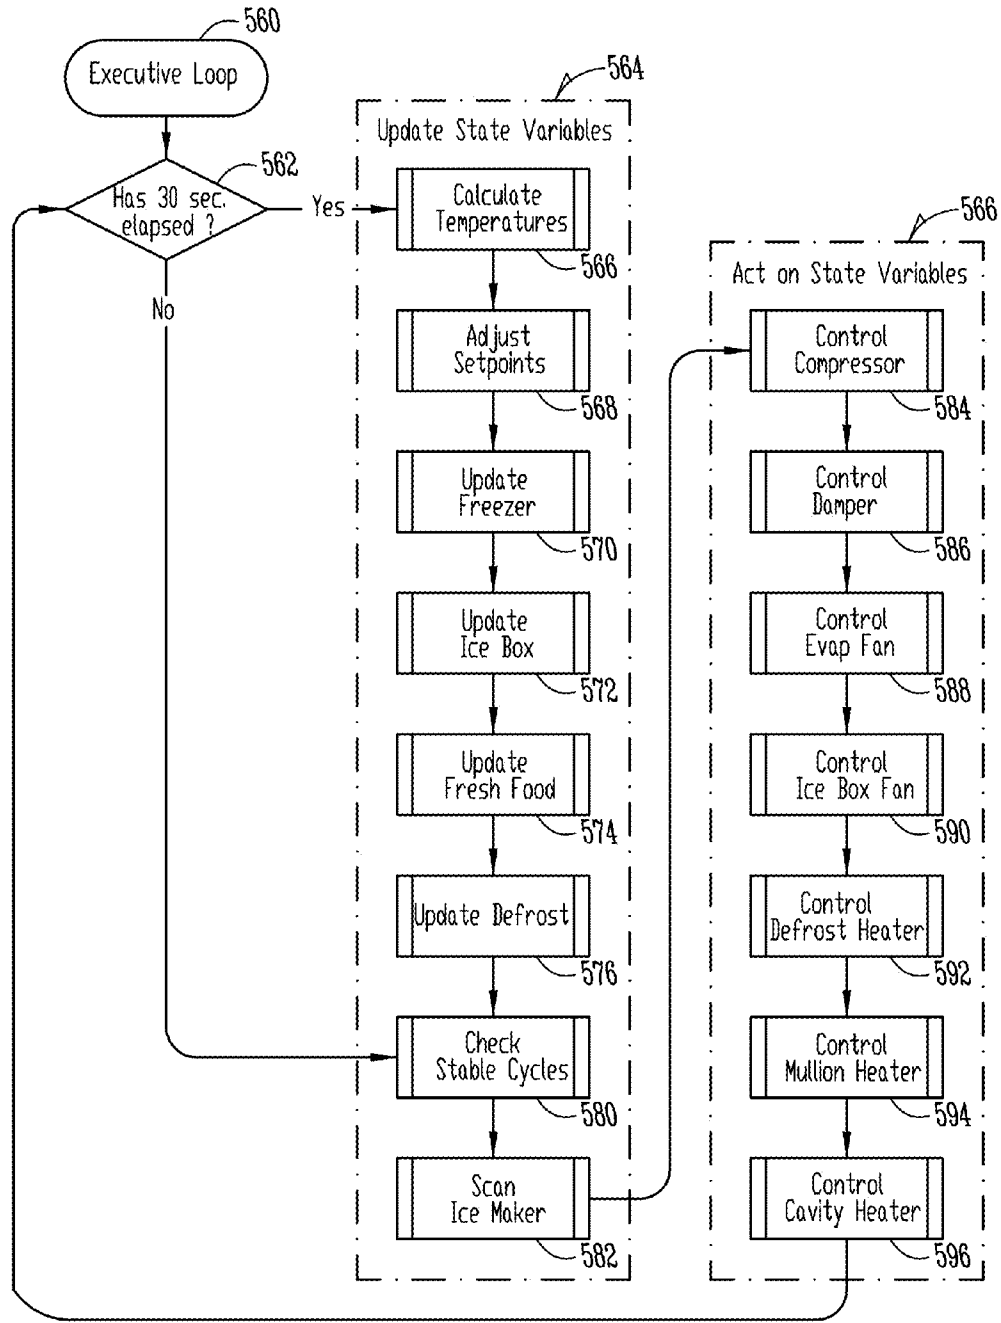 560
Executive Loop
562
Has 30 sec.
elapsed ?
Yes
No
564
Update State Variables
Calculate
Temperatures
566
Adjust
Setpoints
568
Update
Freezer
570
Update
Ice Box
572
Update
Fresh Food
574
Update Defrost
576
Check
Stable Cycles
580
Scan
Ice Maker
582
566
Act on State Variables
Control
Compressor
584
Control
Damper
586
Control
Evap Fan
588
Control
Ice Box Fan
590
Control
Defrost Heater
592
Control
Mullion Heater
594
Control
Cavity Heater
596